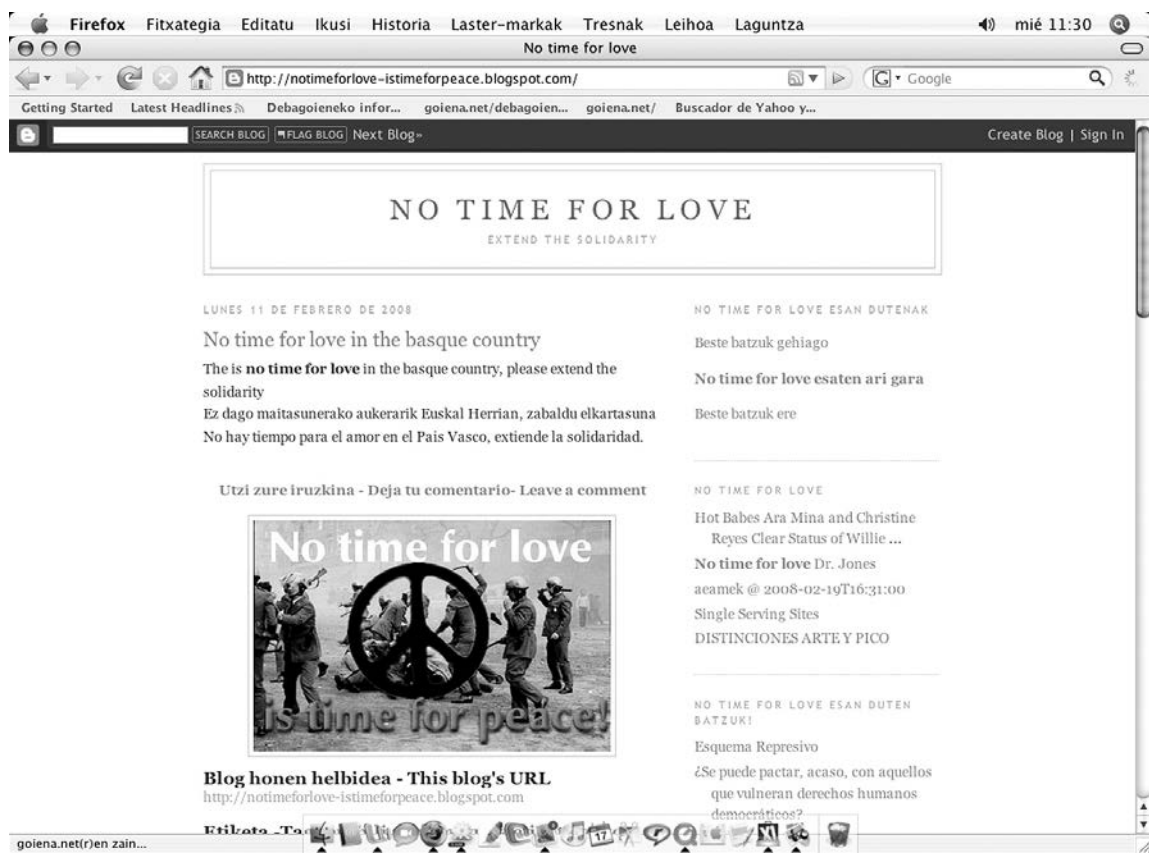 Firefox Fitxategia Editatu Ikusi Historia Laster-markak Tresnak Leihoa Laguntza mié 11:30
No time for love
http://notimeforlove-istimeforpeace.blogspot.com/ G Google
Getting Started Latest Headlines Debagoieneko infor... goiena.net/debagoien... goiena.net/ Buscador de Yahoo y...
SEARCH BLOG FLAG BLOG Next Blog» Create Blog | Sign In
NO TIME FOR LOVE
EXTEND THE SOLIDARITY
LUNES 11 DE FEBRERO DE 2008
No time for love in the basque country
The is no time for love in the basque country, please extend the
solidarity
Ez dago maitasunerako aukerarik Euskal Herrian, zabaldu elkartasuna
No hay tiempo para el amor en el Pais Vasco, extiende la solidaridad.
Utzi zure iruzkina - Deja tu comentario- Leave a comment
No time for love
is time for peace!
Blog honen helbidea - This blog's URL
http://notimeforlove-istimeforpeace.blogspot.com
Etiketa
NO TIME FOR LOVE ESAN DUTENAK
Beste batzuk gehiago
No time for love esaten ari gara
Beste batzuk ere
NO TIME FOR LOVE
Hot Babes Ara Mina and Christine
Reyes Clear Status of Willie ...
No time for love Dr. Jones
aeamek @ 2008-02-19T16:31:00
Single Serving Sites
DISTINCIONES ARTE Y PICO
NO TIME FOR LOVE ESAN DUTEN
BATZUK!
Esquema Represivo
¿Se puede pactar, acaso, con aquellos
que vulneran derechos humanos
democráticos?
17
goiena.net(r)en zain...